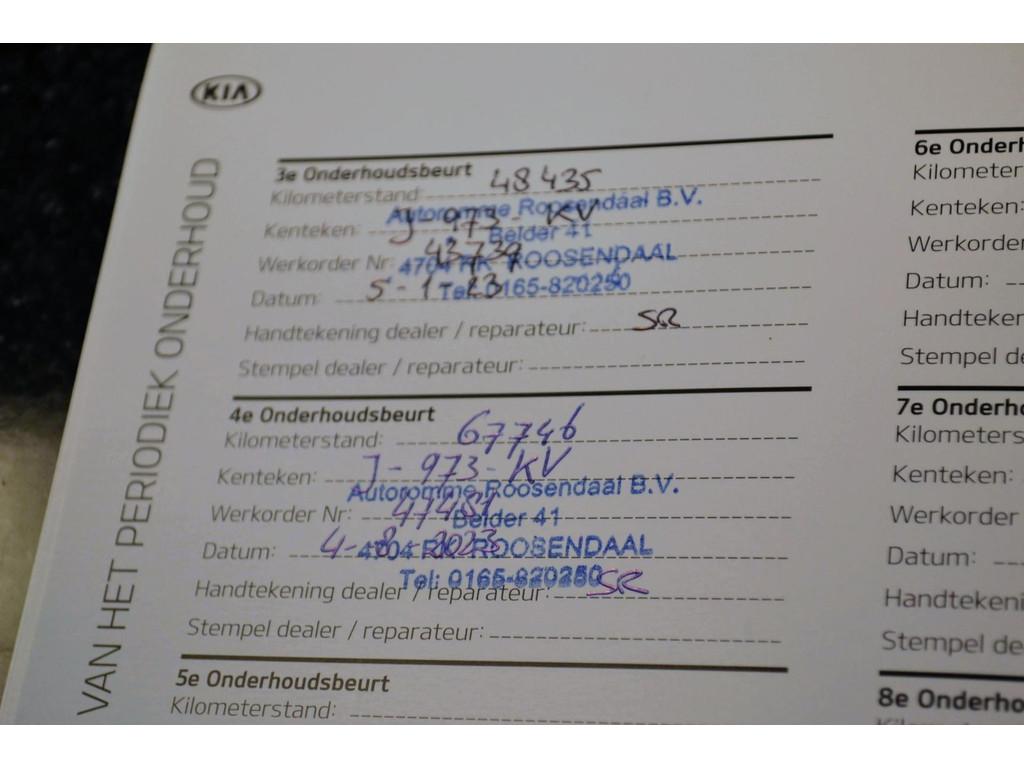 KIA
VAN HET PERIODIEK ONDERHOUD
3e Onderhoudsbeurt
Kilometerstand: 48435
Autoromme Roosendaal B.V.
Kenteken: J-973-KV
Belder 41
Werkorder Nr: 43739
4704 RK ROOSENDAAL
Datum: 5-1-23
Tel: 0165-820250
Handtekening dealer / reparateur: SR
Stempel dealer / reparateur:
4e Onderhoudsbeurt
Kilometerstand: 67746
Kenteken: J-973-KV
Autoromme Roosendaal B.V.
Werkorder Nr:
Belder 41
Datum: 4-8-2023
4704 RK ROOSENDAAL
Tel: 0165-820250
Handtekening dealer / reparateur: SR
Stempel dealer / reparateur:
5e Onderhoudsbeurt
Kilometerstand:
6e Onderh
Kilometer
Kenteken:
Werkorder
Datum:
Handteken
Stempel de
7e Onderho
Kilometers
Kenteken:
Werkorder
Datum:
Handtekeni
Stempel de
8e Onderho